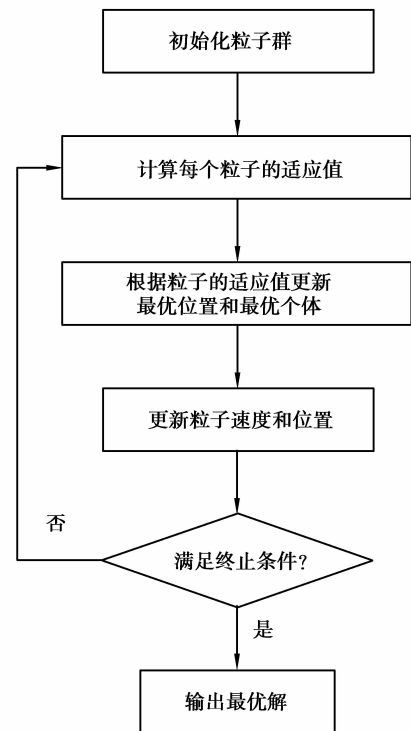 初始化粒子群
计算每个粒子的适应值
根据粒子的适应值更新
最优位置和最优个体
更新粒子速度和位置
否
满足终止条件?
是
输出最优解